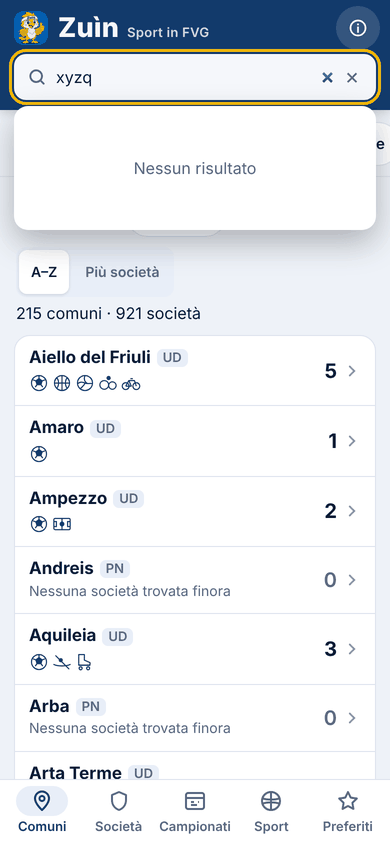 Zuìn Sport in FVG
xyzq
Nessun risultato
e
A–Z Più società
215 comuni · 921 società
Aiello del Friuli UD
5
Amaro UD
1
Ampezzo UD
2
Andreis PN
Nessuna società trovata finora
0
Aquileia UD
3
Arba PN
Nessuna società trovata finora
0
Arta Terme UD
Comuni Società Campionati Sport Preferiti